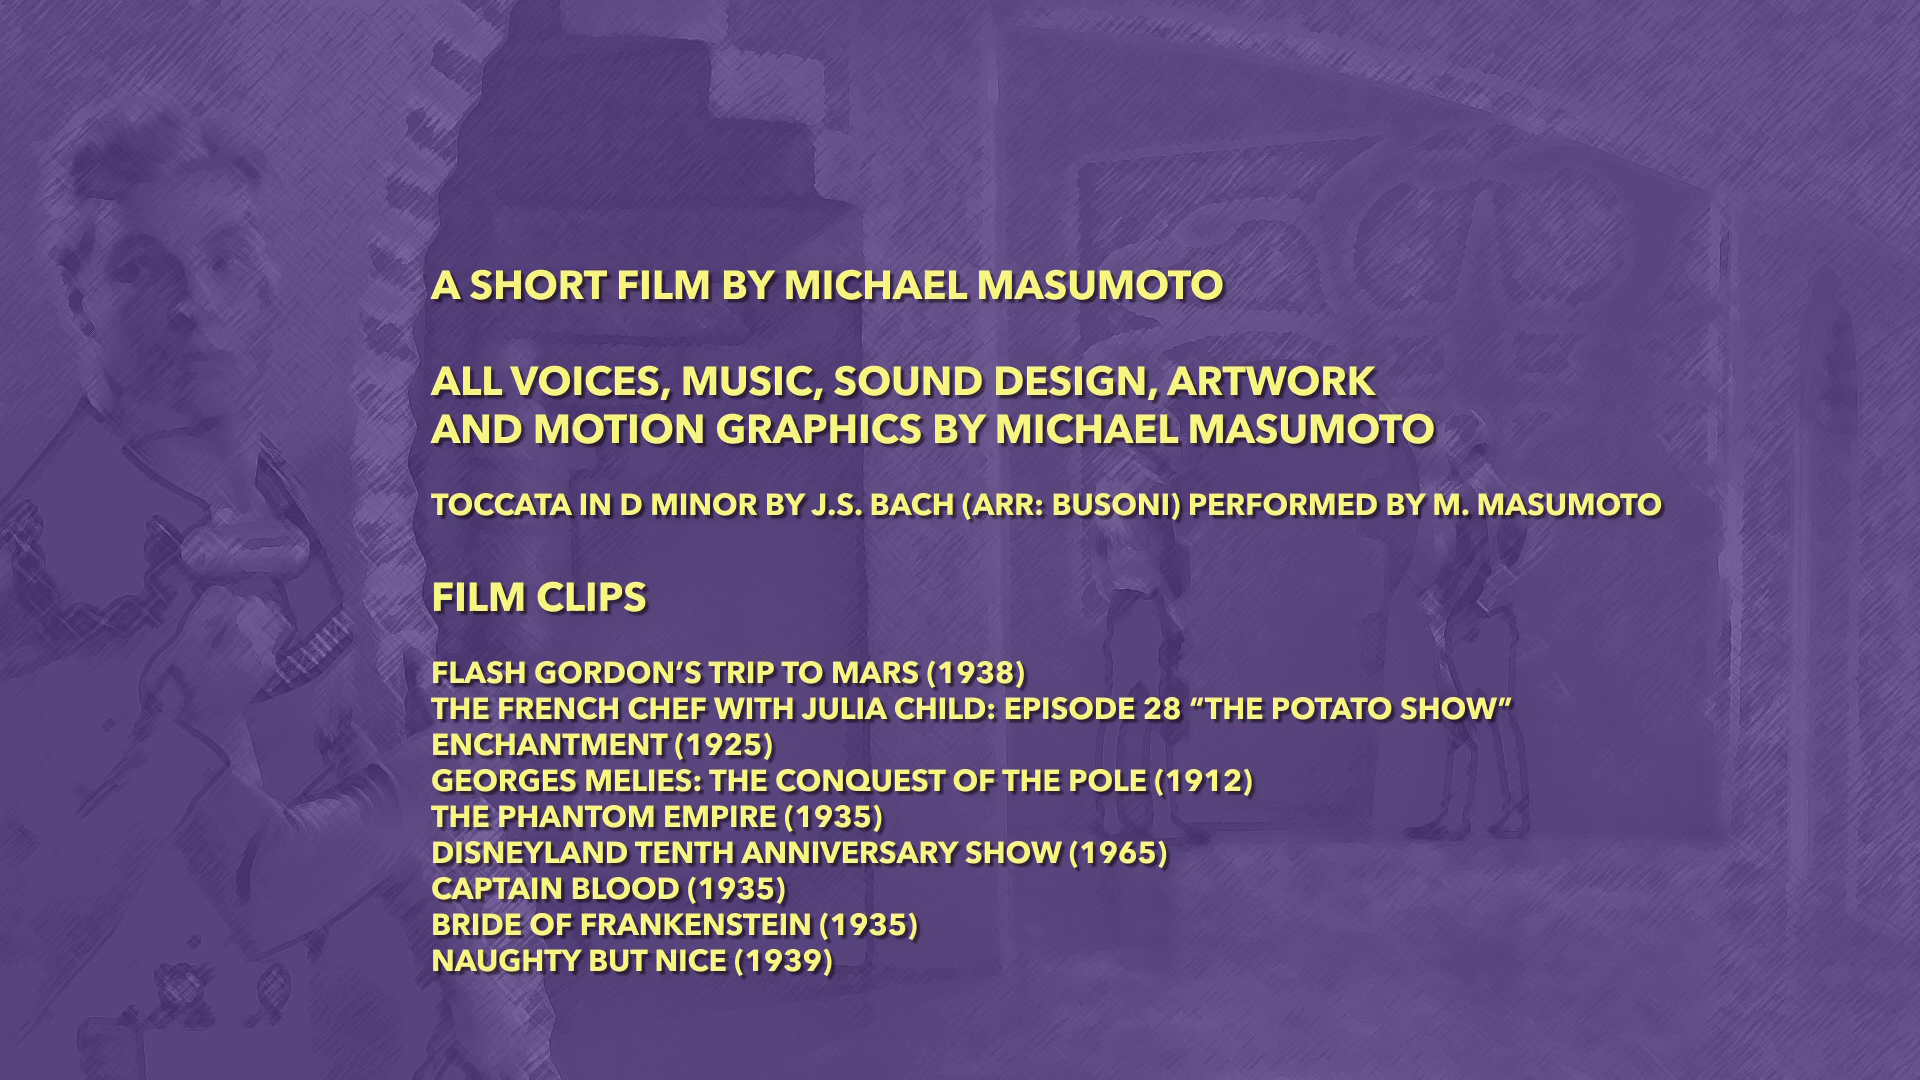 A SHORT FILM BY MICHAEL MASUMOTO
ALL VOICES, MUSIC, SOUND DESIGN, ARTWORK
AND MOTION GRAPHICS BY MICHAEL MASUMOTO
TOCCATA IN D MINOR BY J.S. BACH (ARR: BUSONI) PERFORMED BY M. MASUMOTO
FILM CLIPS
FLASH GORDON’S TRIP TO MARS (1938)
THE FRENCH CHEF WITH JULIA CHILD: EPISODE 28 “THE POTATO SHOW”
ENCHANTMENT (1925)
GEORGES MELIES: THE CONQUEST OF THE POLE (1912)
THE PHANTOM EMPIRE (1935)
DISNEYLAND TENTH ANNIVERSARY SHOW (1965)
CAPTAIN BLOOD (1935)
BRIDE OF FRANKENSTEIN (1935)
NAUGHTY BUT NICE (1939)